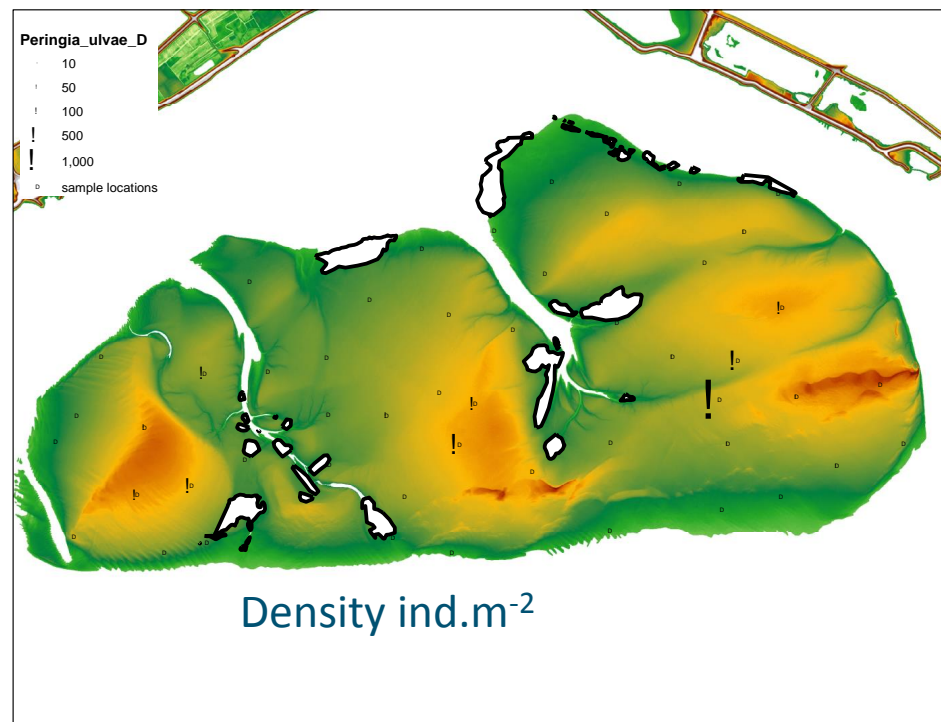 Peringia_ulvae_D
10
! 50
! 100
! 500
! 1,000
D sample locations
Density ind.m⁻²